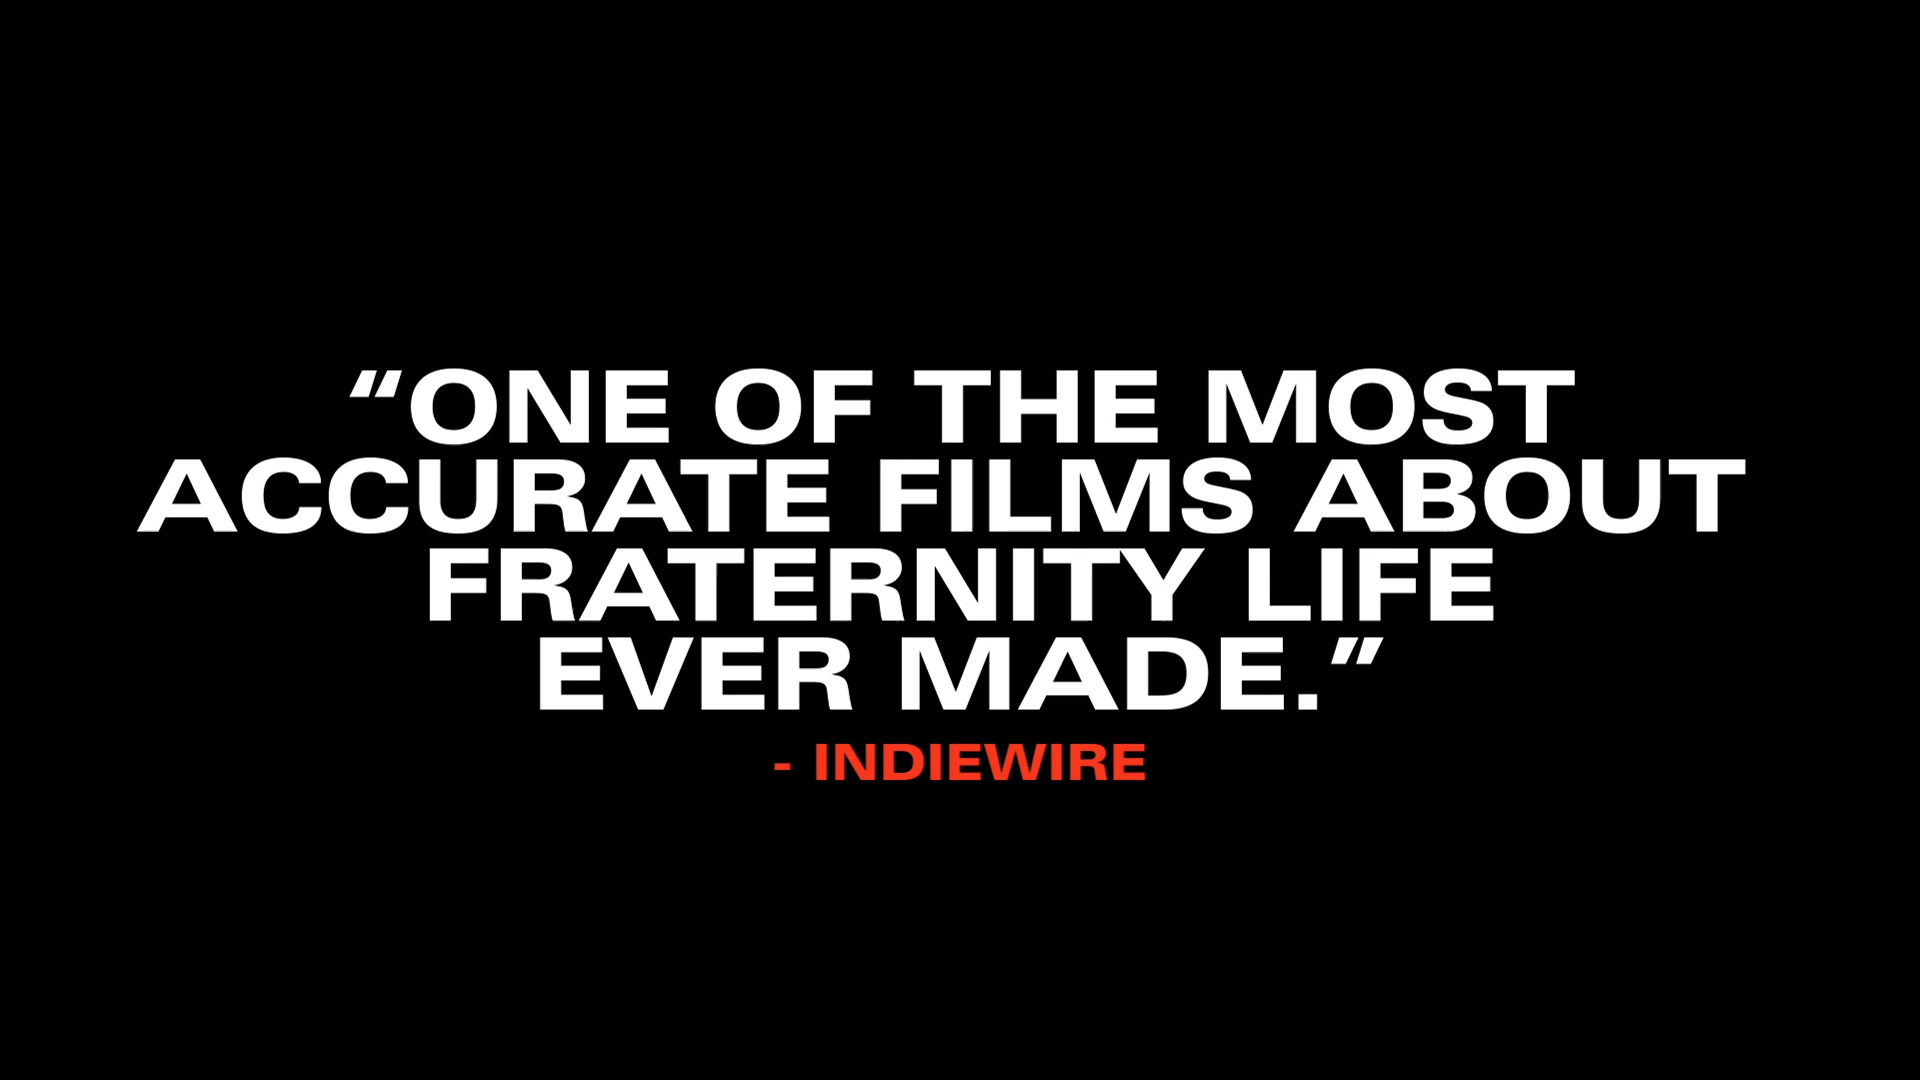 “ONE OF THE MOST
ACCURATE FILMS ABOUT
FRATERNITY LIFE
EVER MADE.”
- INDIEWIRE